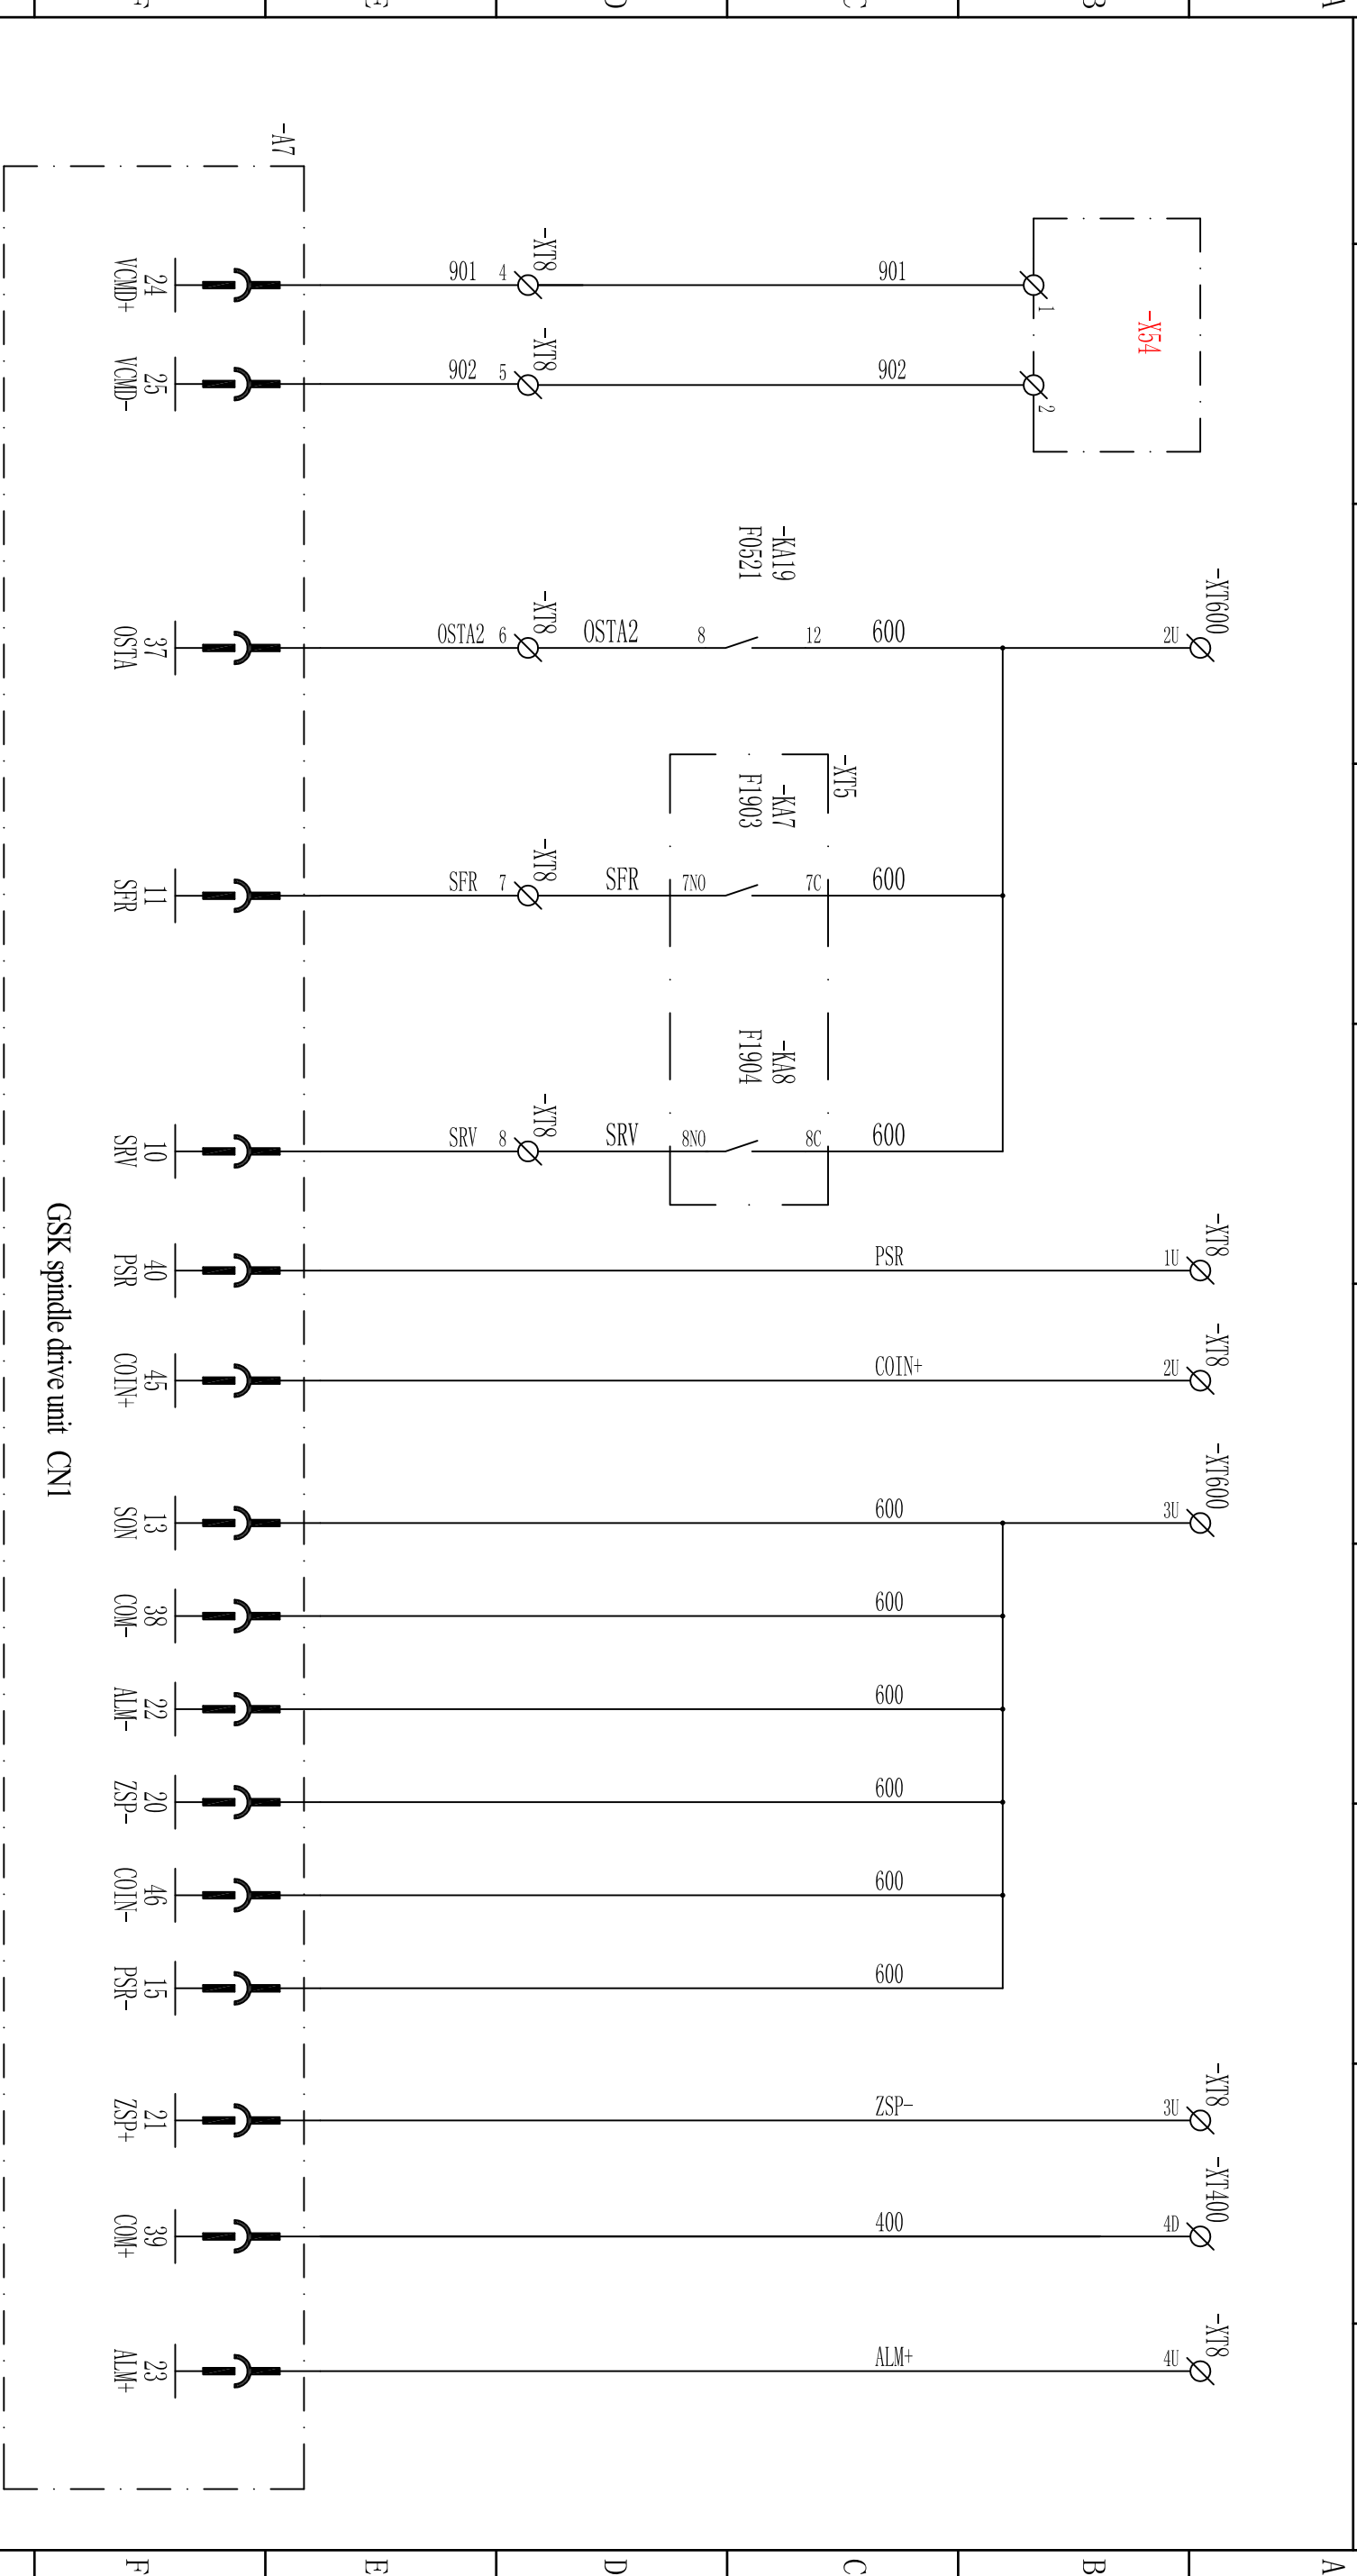 F
E
D
C
B
A
-A7
-X54
1
2
901
901
4
-XT8
24
VCMD+
902
902
5
-XT8
25
VCMD-
-XT600
2U
600
12
8
-KA19
F0521
OSTA2
-XT8
6
OSTA2
37
OSTA
-XT5
-KA7
F1903
600
7C
7NO
SFR
-XT8
7
SFR
11
SFR
-KA8
F1904
600
8C
8NO
SRV
-XT8
8
SRV
10
SRV
-XT8
1U
PSR
40
PSR
-XT8
2U
COIN+
45
COIN+
-XT600
3U
600
13
SON
600
38
COM-
600
22
ALM-
600
20
ZSP-
600
46
COIN-
600
15
PSR-
-XT8
3U
ZSP-
21
ZSP+
-XT400
4D
400
39
COM+
-XT8
4U
ALM+
23
ALM+
GSK spindle drive unit CN1
F
E
D
C
B
A